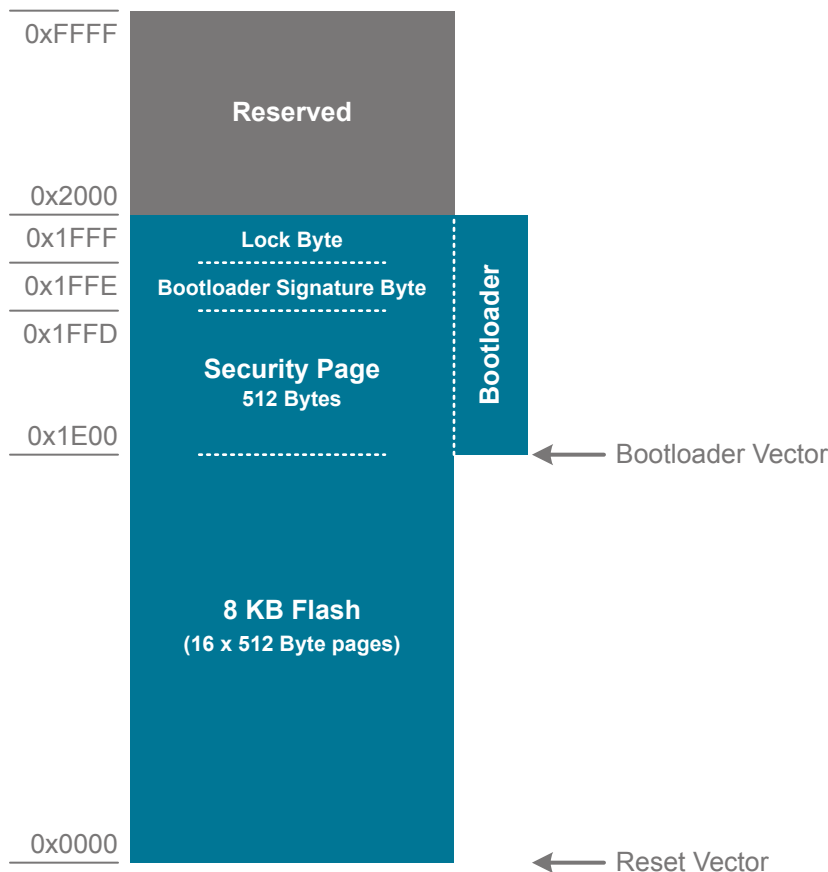 0xFFFF
Reserved
0x2000
0x1FFF
Lock Byte
0x1FFE
Bootloader Signature Byte
0x1FFD
Security Page
512 Bytes
Bootloader
0x1E00
Bootloader Vector
8 KB Flash
(16 x 512 Byte pages)
0x0000
Reset Vector